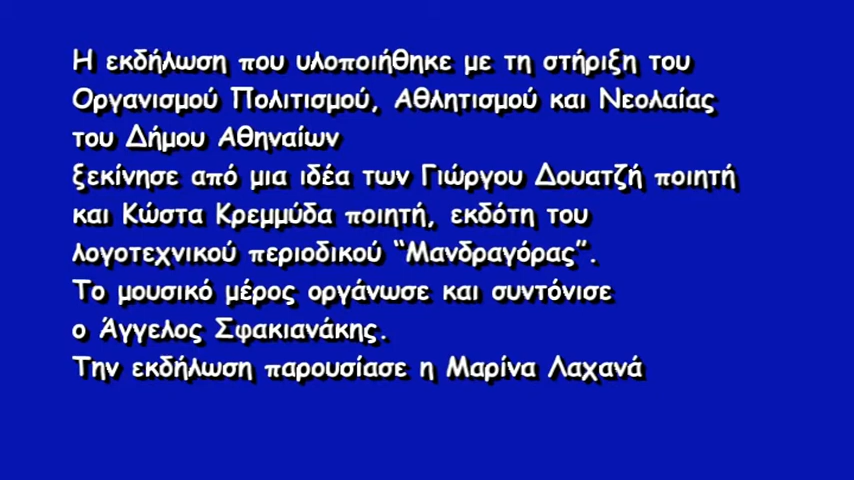 Η εκδήλωση που υλοποιήθηκε με τη στήριξη του
Οργανισμού Πολιτισμού, Αθλητισμού και Νεολαίας
του Δήμου Αθηναίων
ξεκίνησε από μια ιδέα των Γιώργου Δουατζή ποιητή
και Κώστα Κρεμμύδα ποιητή, εκδότη του
λογοτεχνικού περιοδικού “Μανδραγόρας”.
Το μουσικό μέρος οργάνωσε και συντόνισε
ο Άγγελος Σφακιανάκης.
Την εκδήλωση παρουσίασε η Μαρίνα Λαχανά